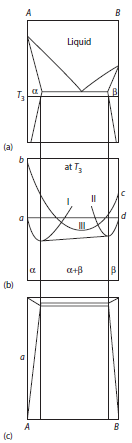 A B
Liquid
T3 α β
(a)
b at T3
c
I II
a III d
α α+β β
(b)
a
A B
(c)